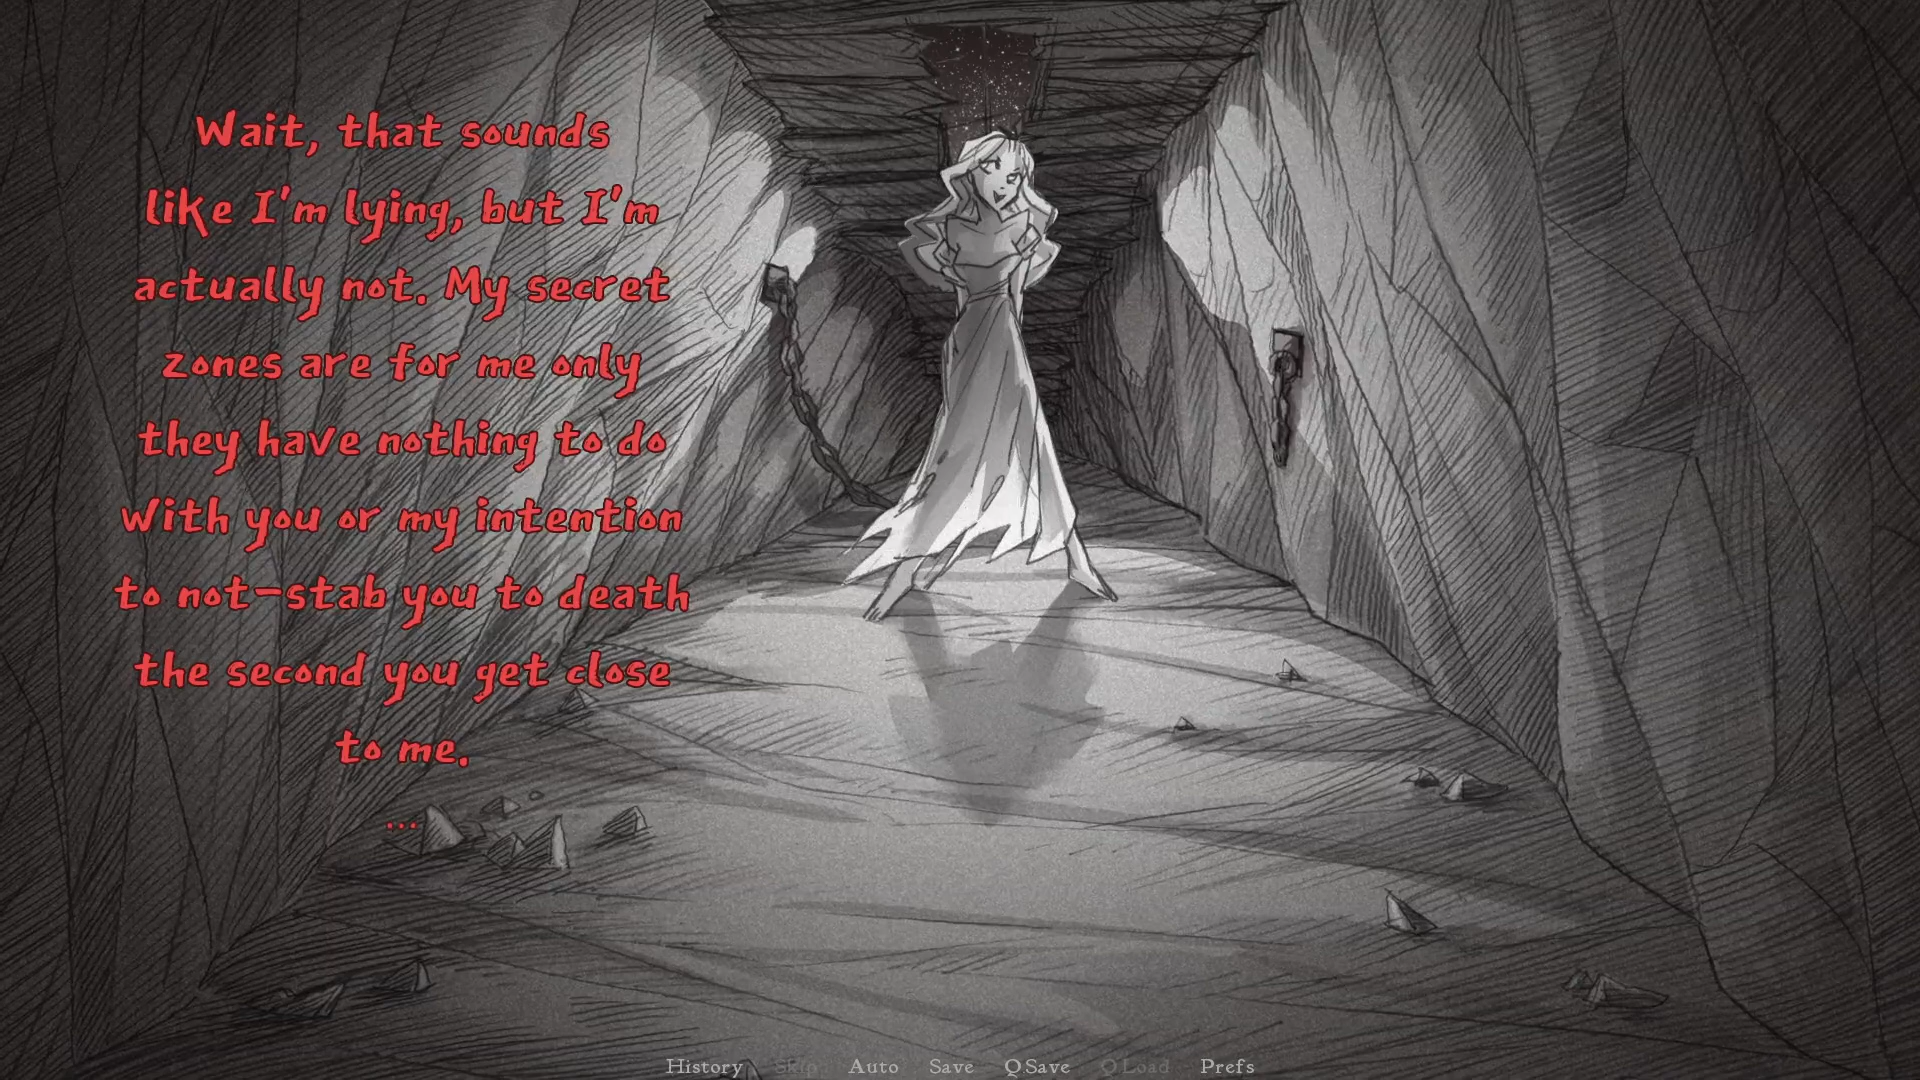 Wait, that sounds
like I'm lying, but I'm
actually not. My secret
zones are for me only
they have nothing to do
with you or my intention
to not-stab you to death
the second you get close
to me.
...
History Skip Auto Save Q.Save Q.Load Prefs